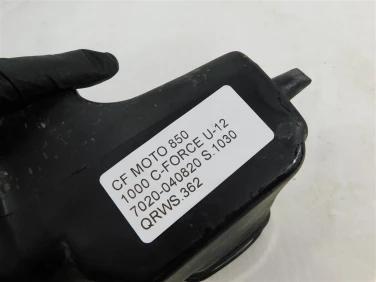 CF MOTO 850
1000 C-FORCE U-12
7020-040820 S.1030
QRWS.362